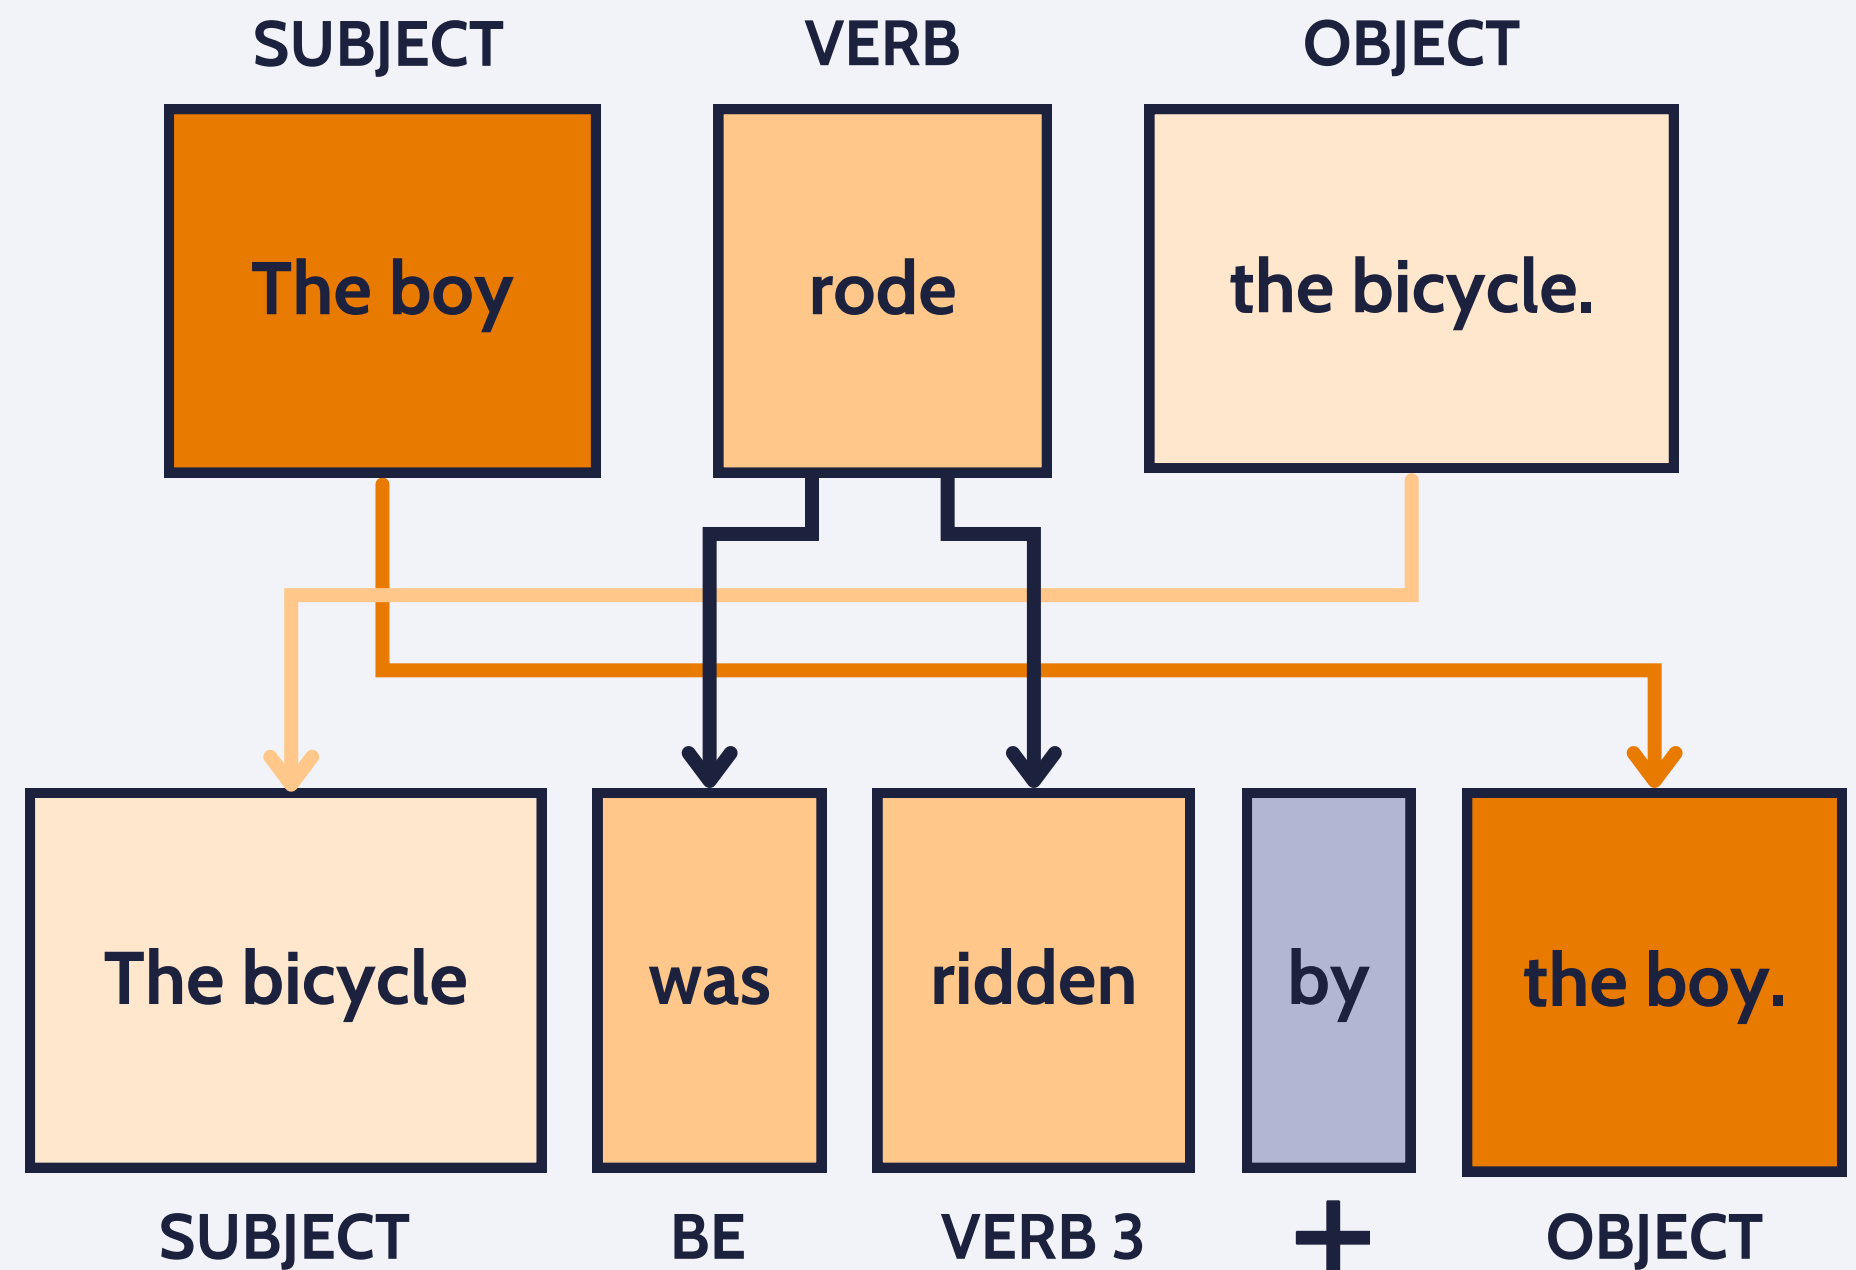 SUBJECT VERB OBJECT
The boy rode the bicycle.
The bicycle was ridden by the boy.
SUBJECT BE VERB 3 + OBJECT